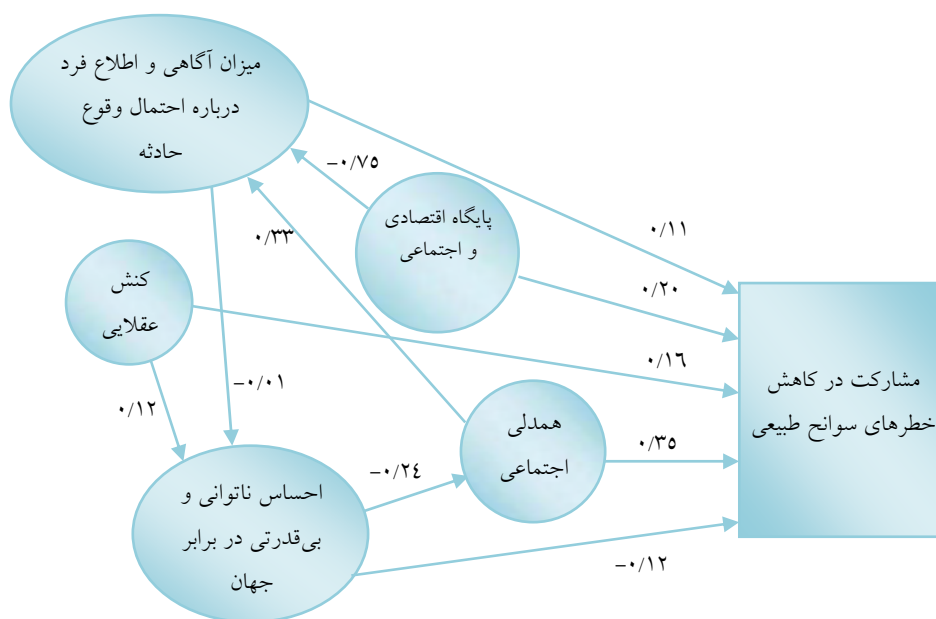 میزان آگاهی و اطلاع فرد
درباره احتمال وقوع
حادثه
-۰/۷۵
پایگاه اقتصادی
و اجتماعی
۰/۱۱
۰/۳۳
۰/۲۰
کنش
عقلایی
۰/۱۶
-۰/۰۱
۰/۱۲
مشارکت در کاهش
خطرهای سوانح طبیعی
همدلی
اجتماعی
۰/۳۵
-۰/۲٤
احساس ناتوانی و
بی‌قدرتی در برابر
جهان
-۰/۱۲